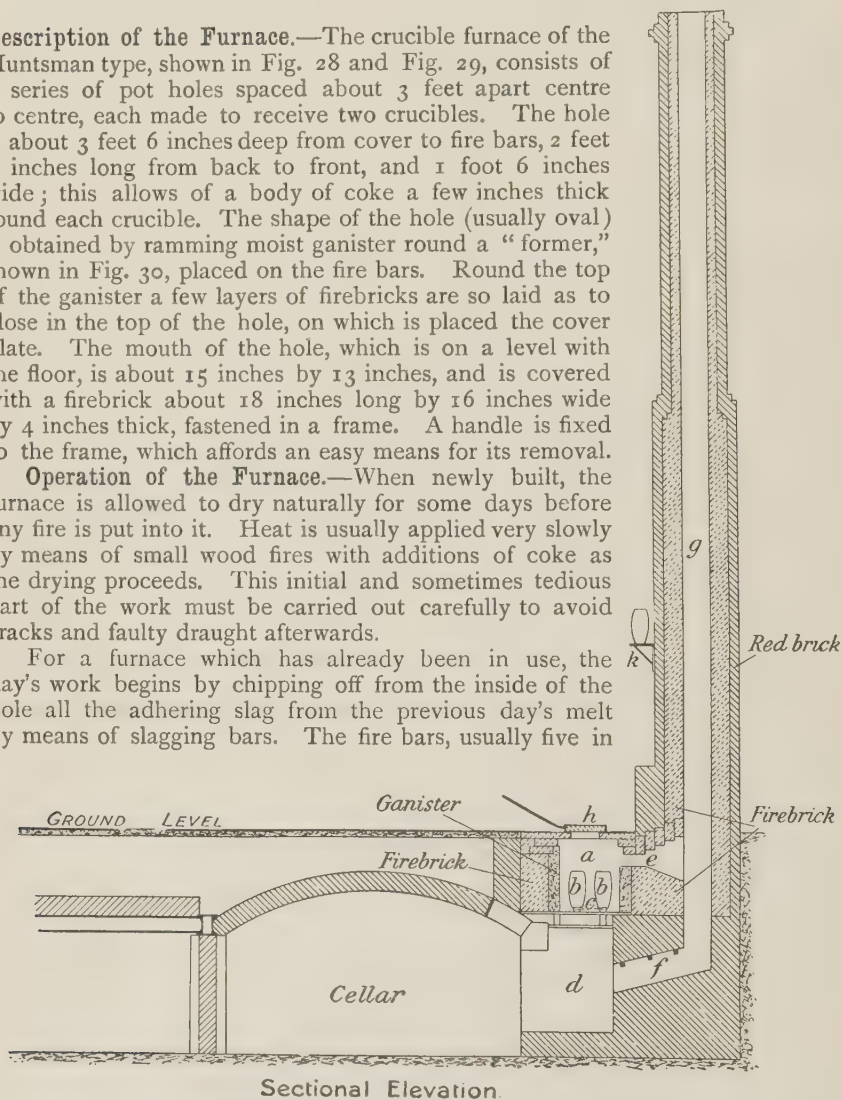 escription of the Furnace.—The crucible furnace of the
untsman type, shown in Fig. 28 and Fig. 29, consists of
series of pot holes spaced about 3 feet apart centre
centre, each made to receive two crucibles. The hole
about 3 feet 6 inches deep from cover to fire bars, 2 feet
inches long from back to front, and 1 foot 6 inches
ide; this allows of a body of coke a few inches thick
ound each crucible. The shape of the hole (usually oval)
obtained by ramming moist ganister round a "former,"
hown in Fig. 30, placed on the fire bars. Round the top
f the ganister a few layers of firebricks are so laid as to
lose in the top of the hole, on which is placed the cover
late. The mouth of the hole, which is on a level with
he floor, is about 15 inches by 13 inches, and is covered
ith a firebrick about 18 inches long by 16 inches wide
y 4 inches thick, fastened in a frame. A handle is fixed
o the frame, which affords an easy means for its removal.
Operation of the Furnace.—When newly built, the
urnace is allowed to dry naturally for some days before
ny fire is put into it. Heat is usually applied very slowly
y means of small wood fires with additions of coke as
he drying proceeds. This initial and sometimes tedious
art of the work must be carried out carefully to avoid
racks and faulty draught afterwards.
For a furnace which has already been in use, the
ay's work begins by chipping off from the inside of the
ole all the adhering slag from the previous day's melt
y means of slagging bars. The fire bars, usually five in
g
k
Red brick
Ganister
h
Firebrick
GROUND LEVEL
Firebrick
a
e
b b
c
Cellar
d
f
Sectional Elevation.